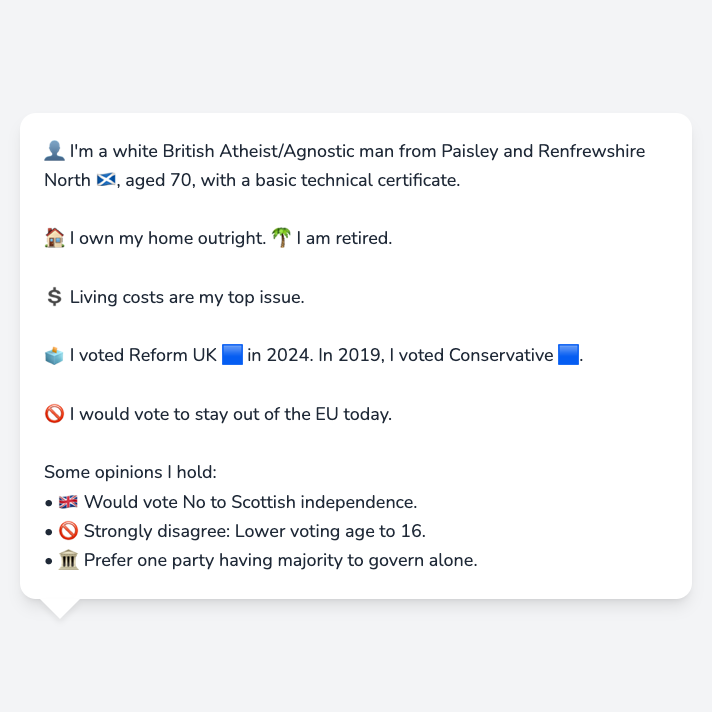 👤 I'm a white British Atheist/Agnostic man from Paisley and Renfrewshire
North 🏴󠁧󠁢󠁳󠁣󠁴󠁿, aged 70, with a basic technical certificate.
🏠 I own my home outright. 🌴 I am retired.
💲 Living costs are my top issue.
🗳️ I voted Reform UK 🟦 in 2024. In 2019, I voted Conservative 🟦.
🚫 I would vote to stay out of the EU today.
Some opinions I hold:
• 🇬🇧 Would vote No to Scottish independence.
• 🚫 Strongly disagree: Lower voting age to 16.
• 🏛️ Prefer one party having majority to govern alone.